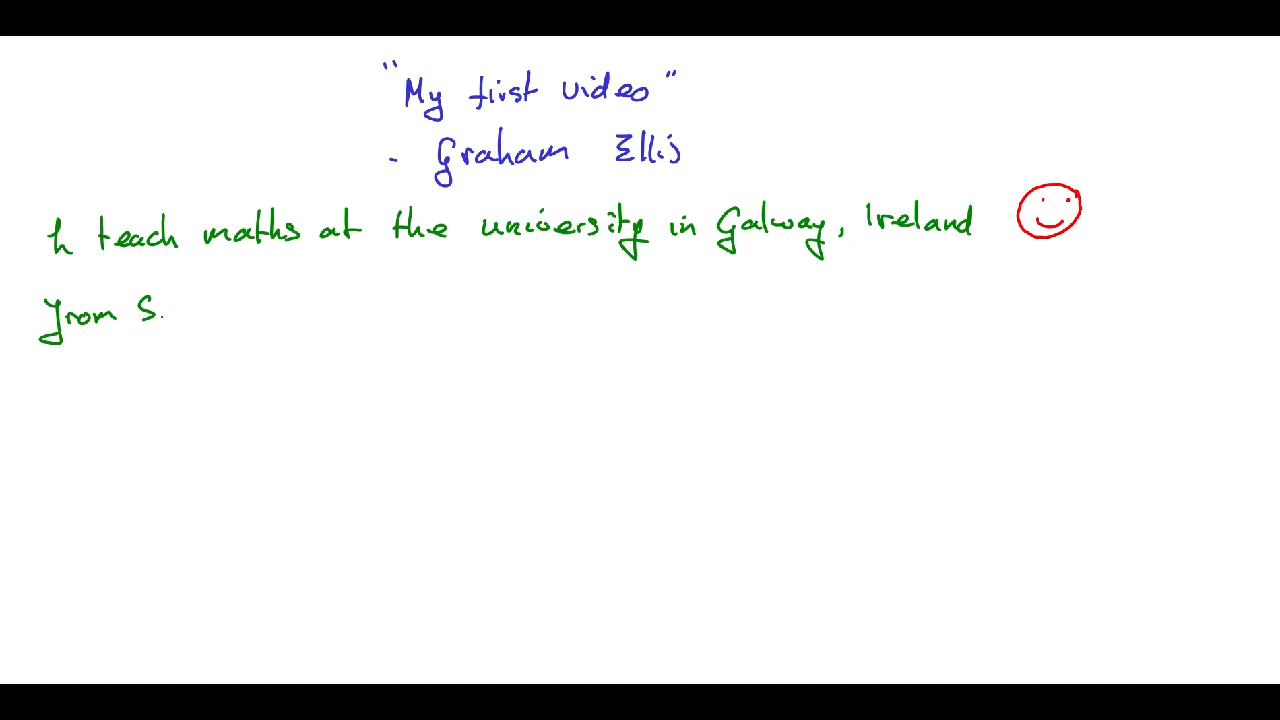 "My first video"
- Graham Ellis
I teach maths at the university in Galway, Ireland
From S.